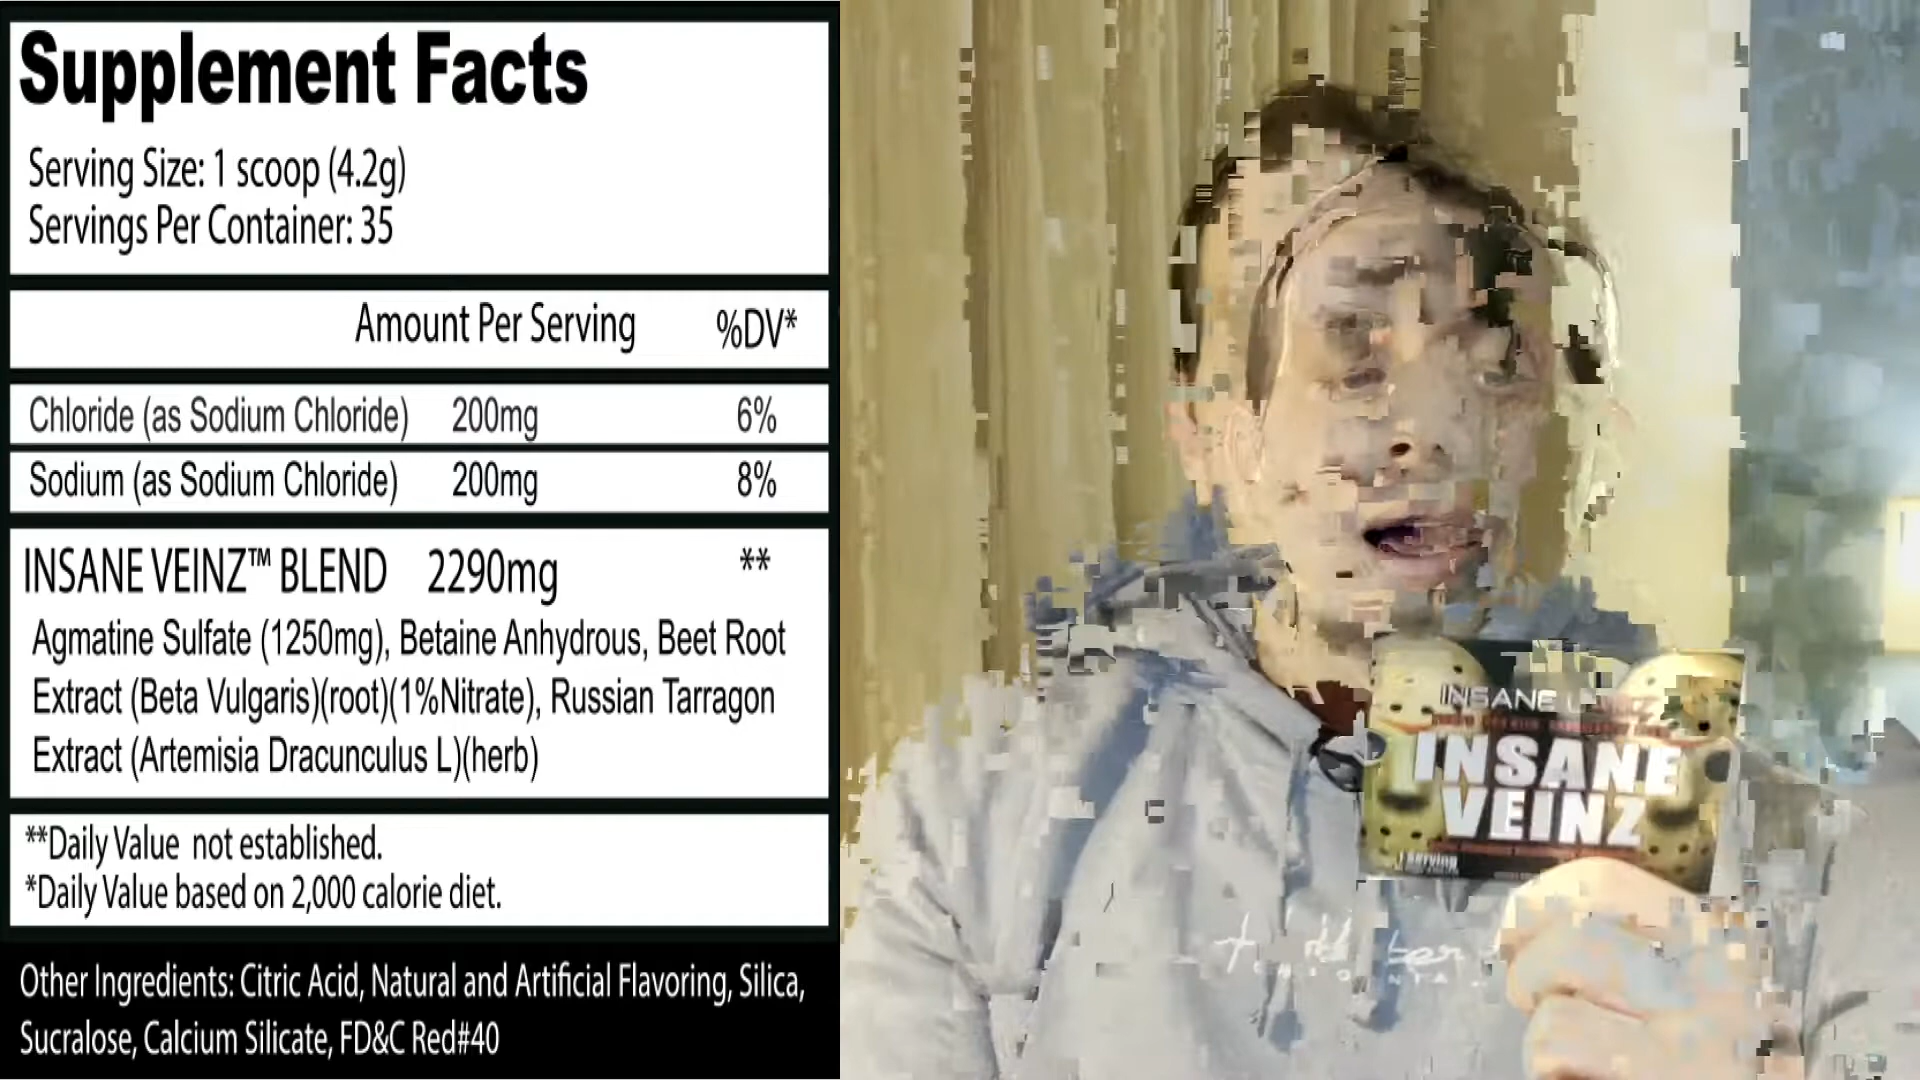 Supplement Facts
Serving Size: 1 scoop (4.2g)
Servings Per Container: 35
Amount Per Serving %DV*
Chloride (as Sodium Chloride) 200mg 6%
Sodium (as Sodium Chloride) 200mg 8%
INSANE VEINZ™ BLEND 2290mg **
Agmatine Sulfate (1250mg), Betaine Anhydrous, Beet Root
Extract (Beta Vulgaris)(root)(1%Nitrate), Russian Tarragon
Extract (Artemisia Dracunculus L)(herb)
**Daily Value not established.
*Daily Value based on 2,000 calorie diet.
Other Ingredients: Citric Acid, Natural and Artificial Flavoring, Silica,
Sucralose, Calcium Silicate, FD&C Red#40
INSANE
INSANE
VEINZ
1 serving